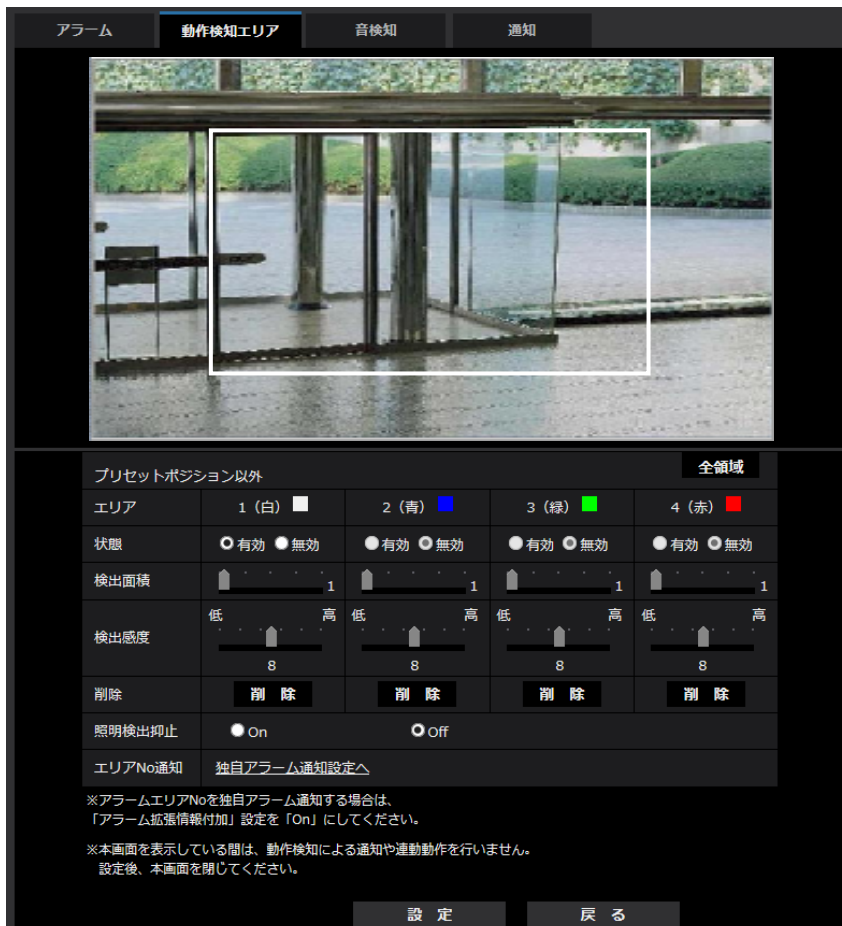 アラーム 動作検知エリア 音検知 通知
全領域
プリセットポジション以外
エリア 1（白） 2（青） 3（緑） 4（赤）
状態 有効 無効 有効 無効 有効 無効 有効 無効
検出面積 1 1 1 1
低 高 低 高 低 高 低 高
検出感度
8 8 8 8
削除 削 除 削 除 削 除 削 除
照明検出抑止 On Off
エリアNo通知 独自アラーム通知設定へ
※アラームエリアNoを独自アラーム通知する場合は、
「アラーム拡張情報付加」設定を「On」にしてください。
※本画面を表示している間は、動作検知による通知や連動動作を行いません。
設定後、本画面を閉じてください。
設 定 戻 る